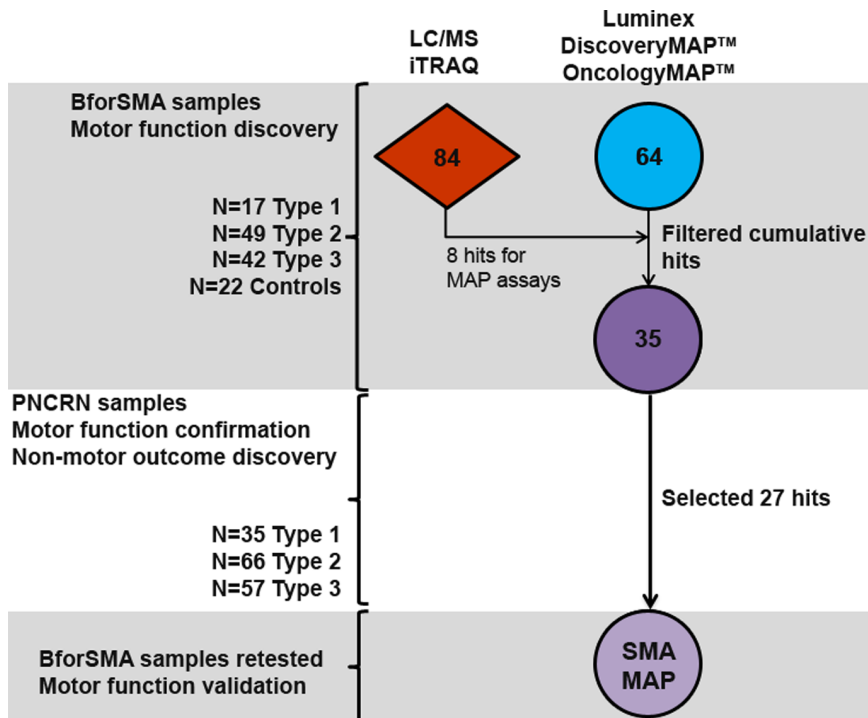 LC/MS
iTRAQ
Luminex
DiscoveryMAP™
OncologyMAP™
BforSMA samples
Motor function discovery
N=17 Type 1
N=49 Type 2
N=42 Type 3
N=22 Controls
84
64
8 hits for
MAP assays
Filtered cumulative
hits
35
PNCRN samples
Motor function confirmation
Non-motor outcome discovery
N=35 Type 1
N=66 Type 2
N=57 Type 3
Selected 27 hits
BforSMA samples retested
Motor function validation
SMA
MAP